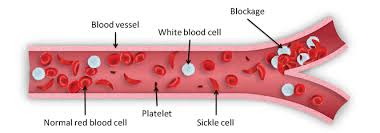 Blockage
Blood vessel
White blood cell
Normal red blood cell
Platelet
Sickle cell